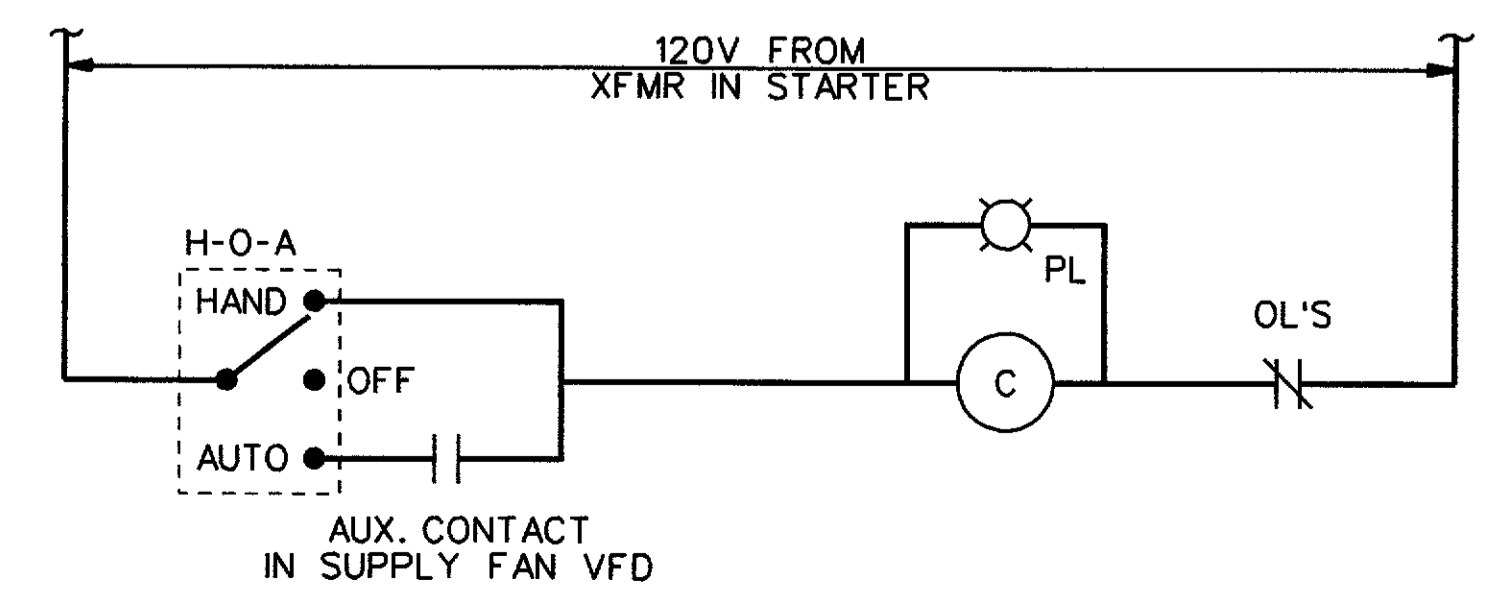 120V FROM
XFMR IN STARTER
H-O-A
HAND
OFF
AUTO
AUX. CONTACT
IN SUPPLY FAN VFD
PL
C
OL'S